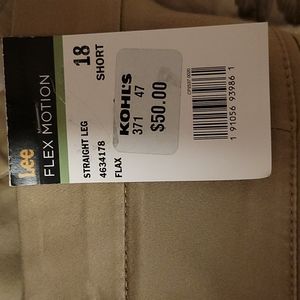 Lee
FLEX MOTION
STRAIGHT LEG
4634178
FLAX
18
SHORT
KOHL'S
371 47
$50.00
1 91056 93986 1